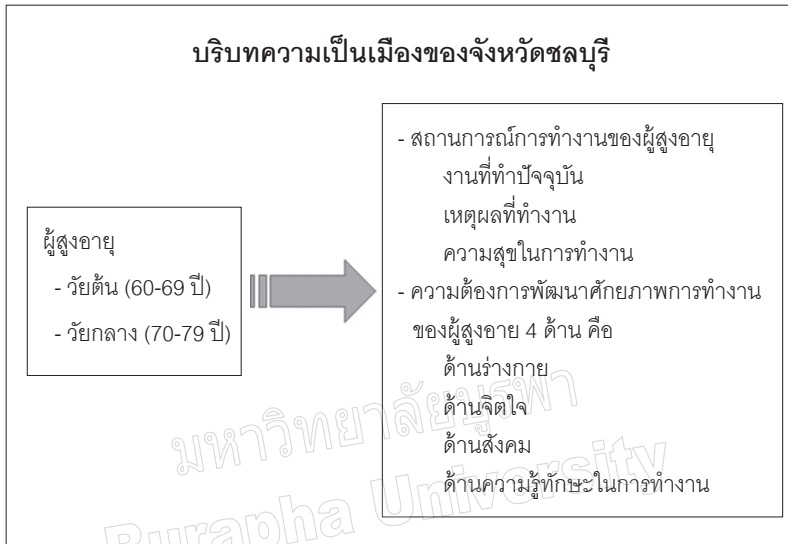 บริบทความเป็นเมืองของจังหวัดชลบุรี
ผู้สูงอายุ
- วัยต้น (60-69 ปี)
- วัยกลาง (70-79 ปี)
- สถานการณ์การทำงานของผู้สูงอายุ
งานที่ทำปัจจุบัน
เหตุผลที่ทำงาน
ความสุขในการทำงาน
- ความต้องการพัฒนาศักยภาพการทำงาน
ของผู้สูงอาย 4 ด้าน คือ
ด้านร่างกาย
ด้านจิตใจ
ด้านสังคม
ด้านความรู้ทักษะในการทำงาน
มหาวิทยาลัยบูรพา
Burapha University